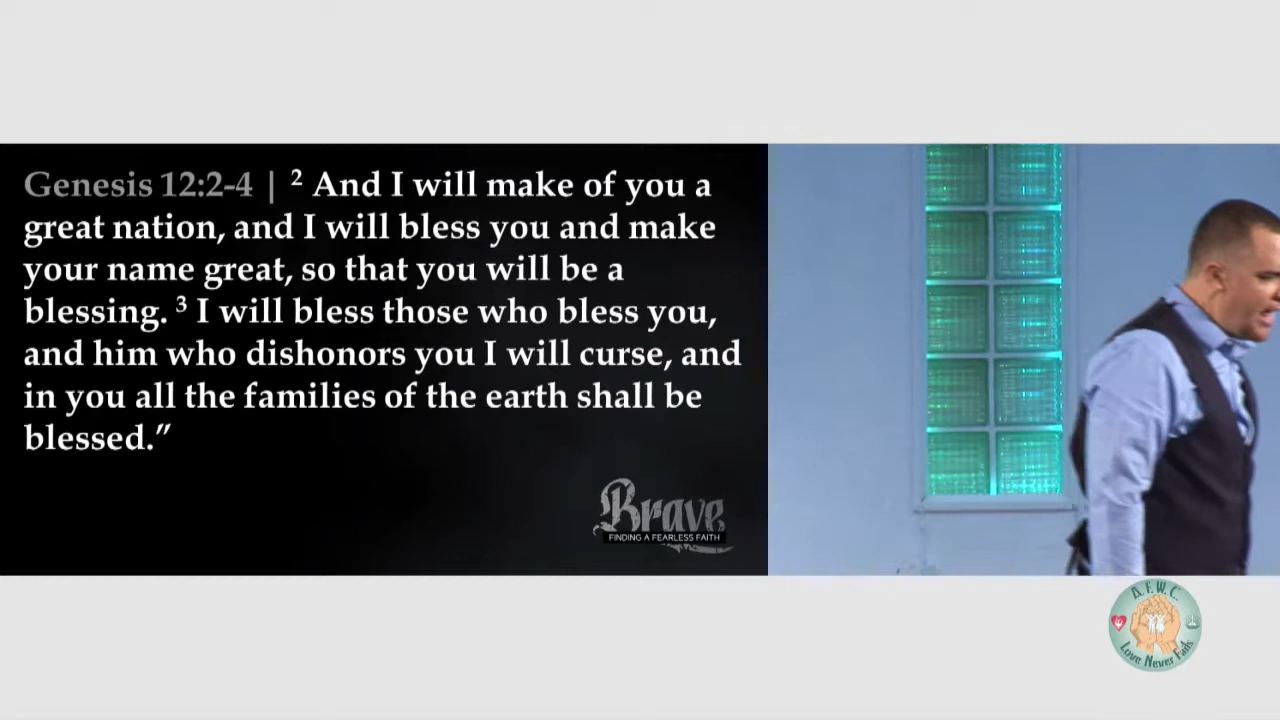 Genesis 12:2-4 | ² And I will make of you a
great nation, and I will bless you and make
your name great, so that you will be a
blessing. ³ I will bless those who bless you,
and him who dishonors you I will curse, and
in you all the families of the earth shall be
blessed.”
Brave
FINDING A FEARLESS FAITH
A.F.W.C.
Love Never Fails